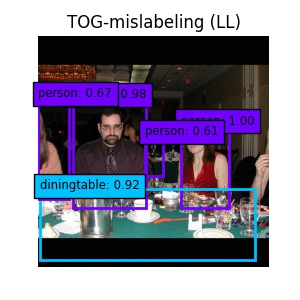 TOG-mislabeling (LL)
person: 0.67
0.98
person: 1.00
person: 0.61
diningtable: 0.92